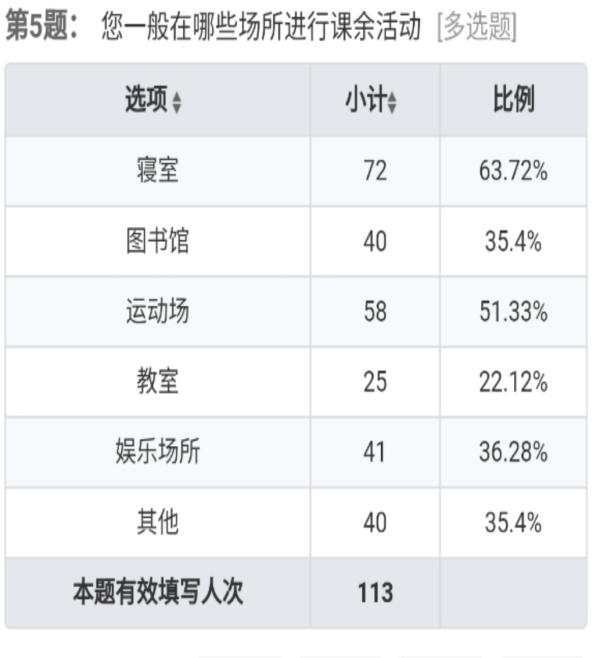 第5题： 您一般在哪些场所进行课余活动 [多选题]
选项 小计 比例
寝室 72 63.72%
图书馆 40 35.4%
运动场 58 51.33%
教室 25 22.12%
娱乐场所 41 36.28%
其他 40 35.4%
本题有效填写人次 113